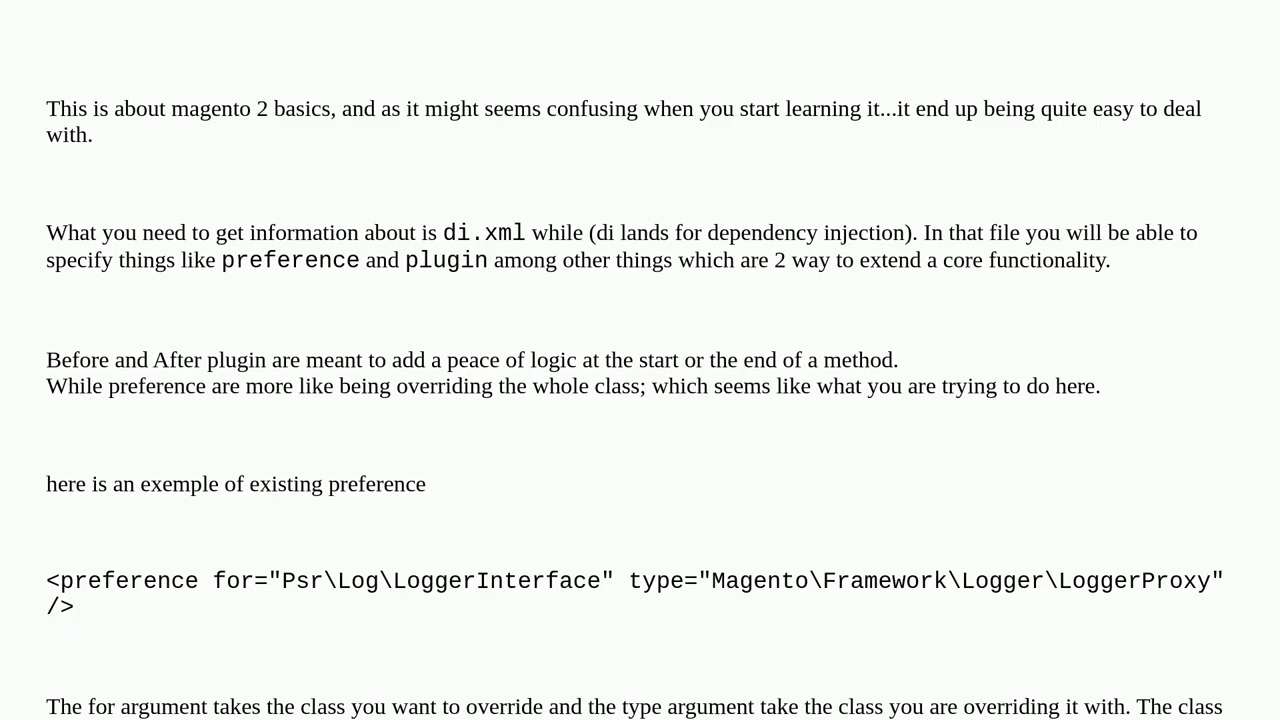 This is about magento 2 basics, and as it might seems confusing when you start learning it...it end up being quite easy to deal
with.
What you need to get information about is di.xml while (di lands for dependency injection). In that file you will be able to
specify things like preference and plugin among other things which are 2 way to extend a core functionality.
Before and After plugin are meant to add a peace of logic at the start or the end of a method.
While preference are more like being overriding the whole class; which seems like what you are trying to do here.
here is an exemple of existing preference
<preference for="Psr\Log\LoggerInterface" type="Magento\Framework\Logger\LoggerProxy"
/>
The for argument takes the class you want to override and the type argument take the class you are overriding it with. The class